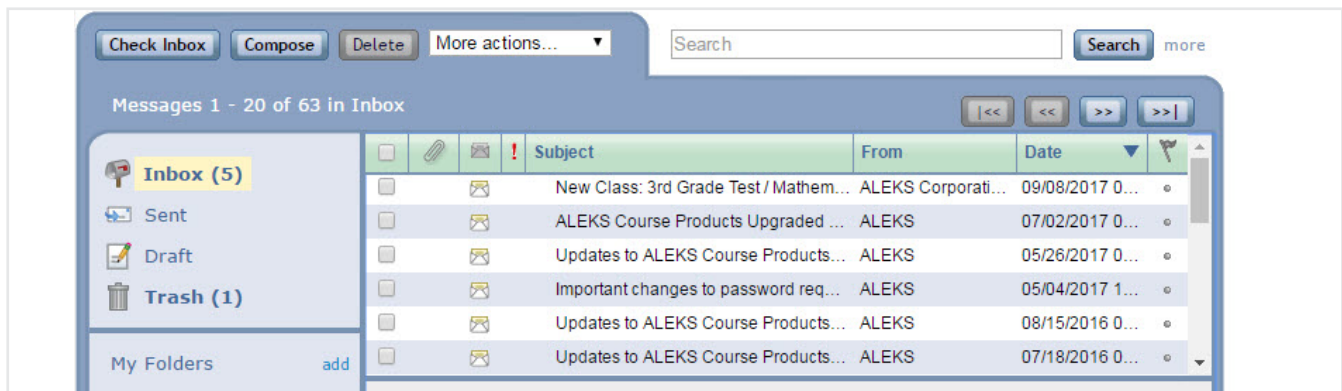 Check Inbox Compose Delete More actions... ▼ Search Search more
Messages 1 - 20 of 63 in Inbox |<< << >> >>|
! Subject From Date ▼
Inbox (5)
Sent
Draft
Trash (1)
My Folders add
New Class: 3rd Grade Test / Mathem... ALEKS Corporati... 09/08/2017 0...
ALEKS Course Products Upgraded ... ALEKS 07/02/2017 0...
Updates to ALEKS Course Products... ALEKS 05/26/2017 0...
Important changes to password req... ALEKS 05/04/2017 1...
Updates to ALEKS Course Products... ALEKS 08/15/2016 0...
Updates to ALEKS Course Products... ALEKS 07/18/2016 0...